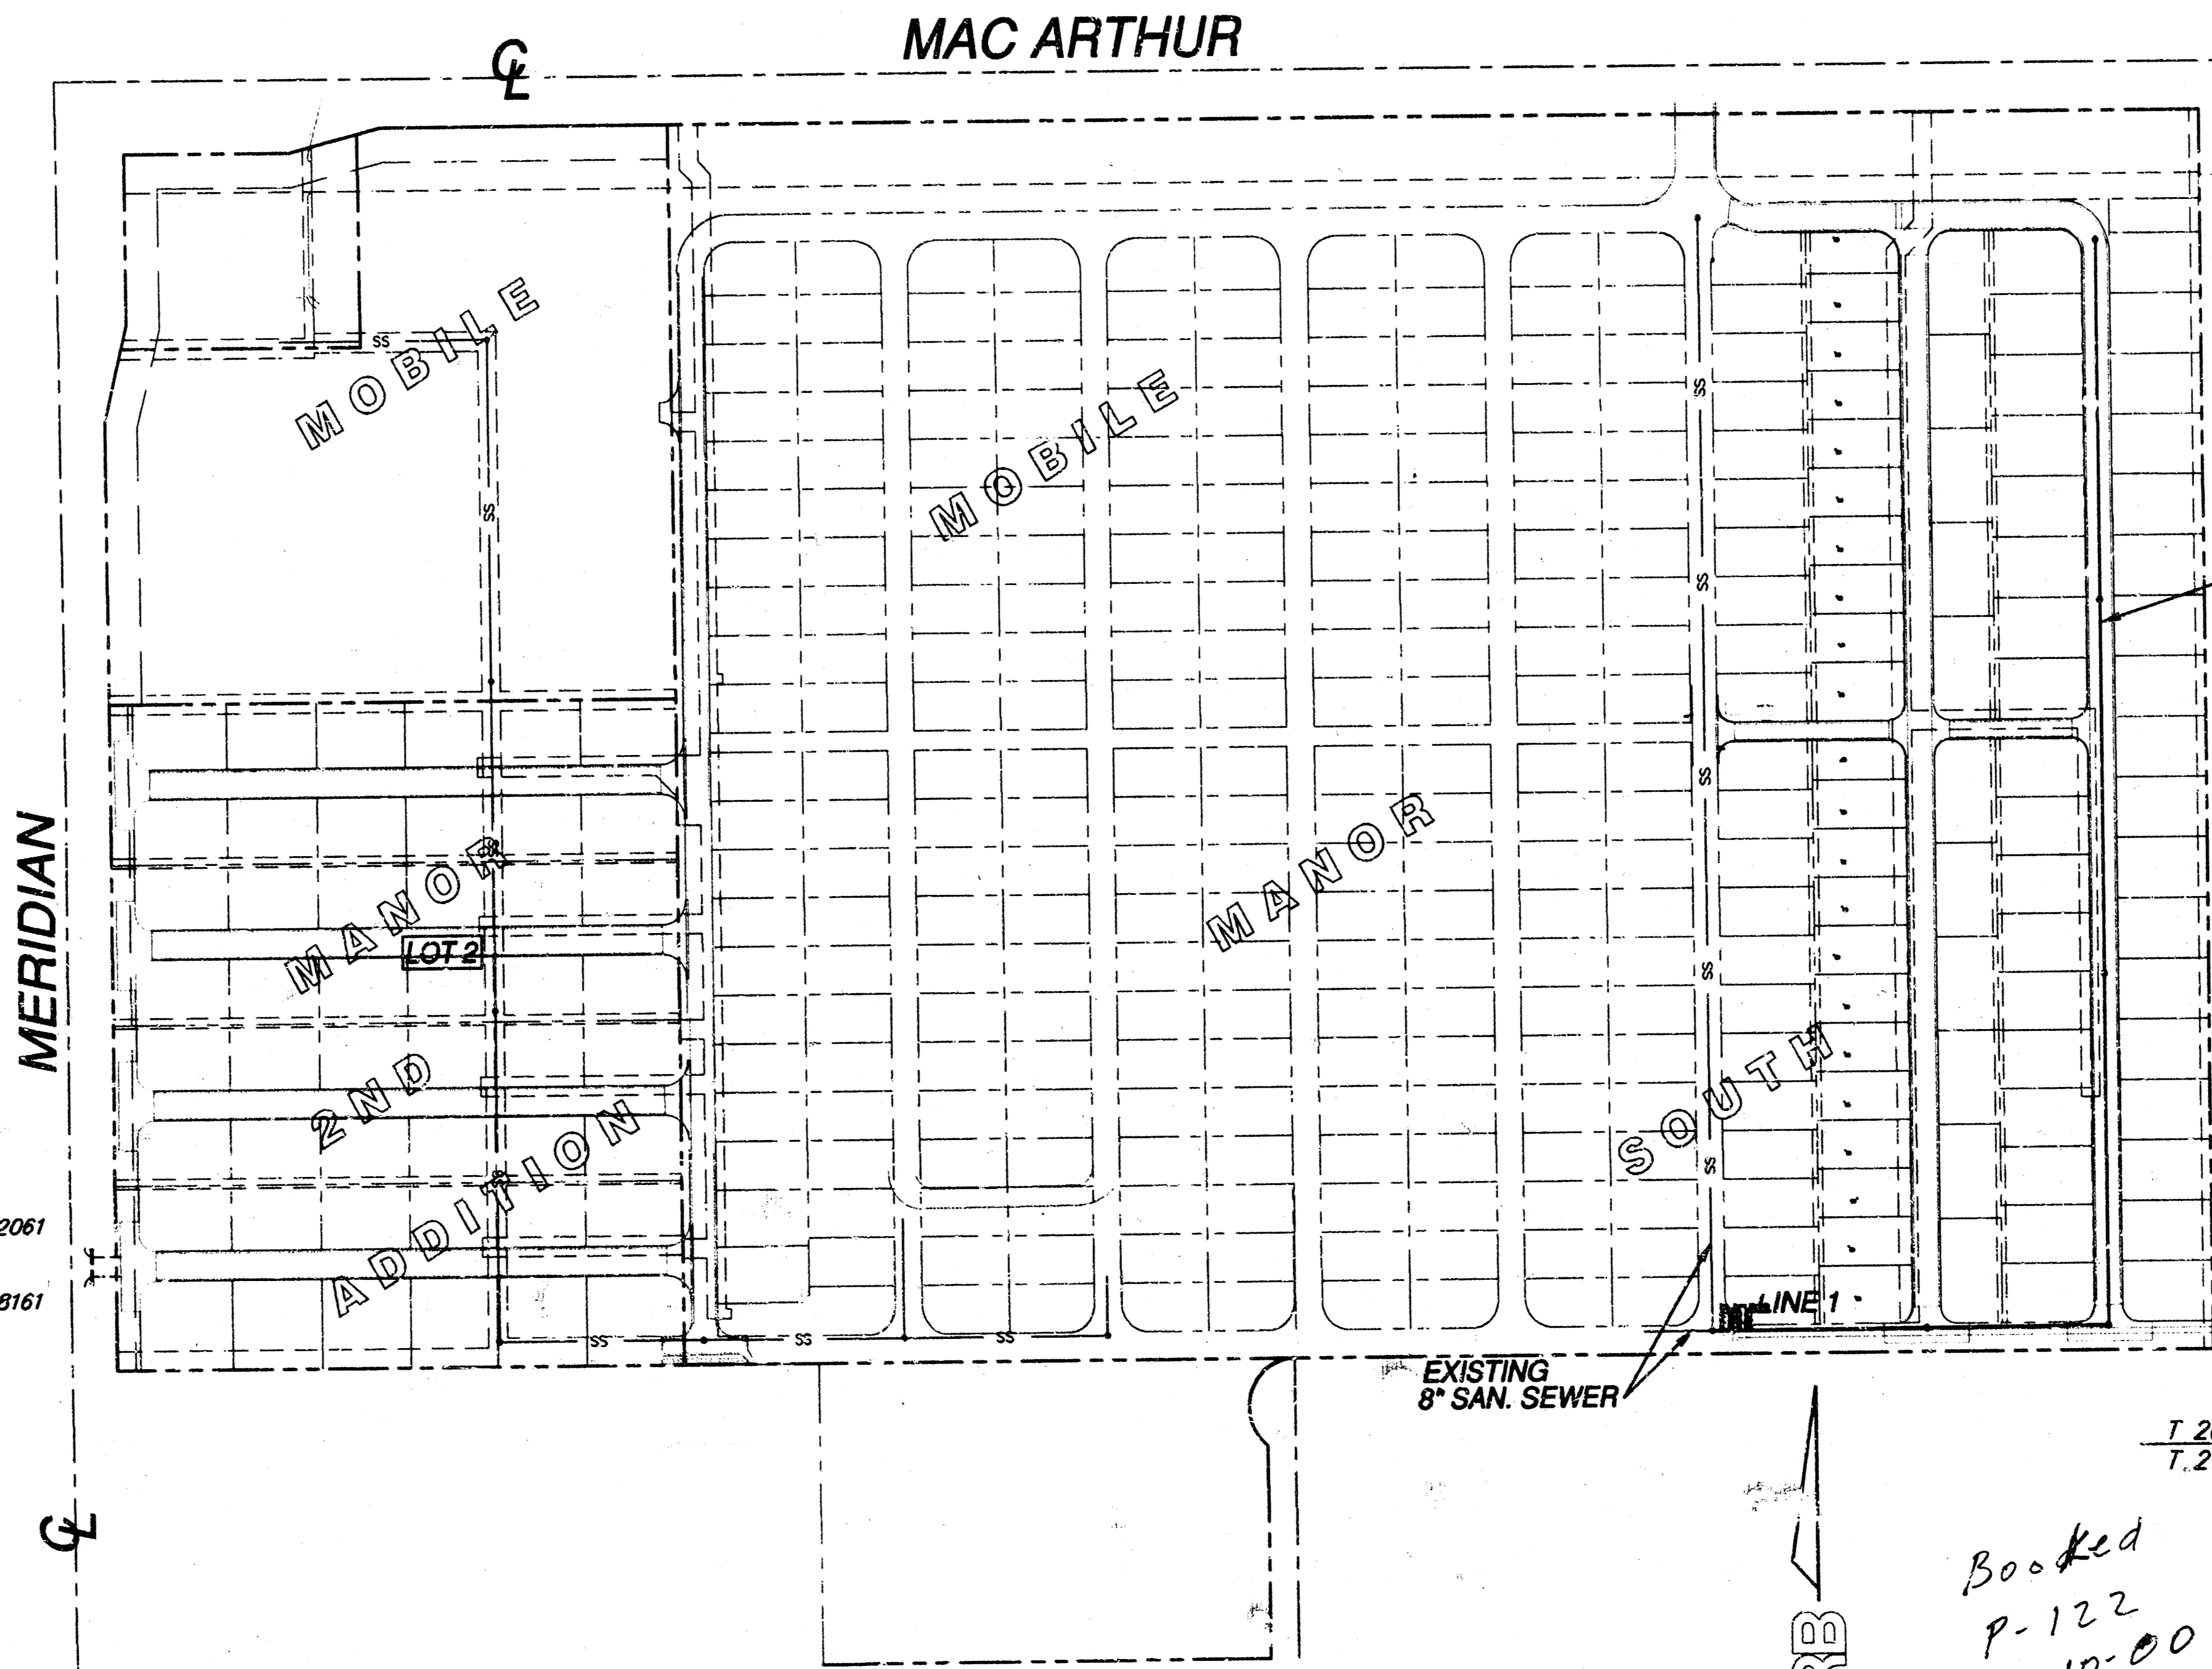 MAC ARTHUR
CL
MOBILE
SS
SS
MOBILE
SS
SS
MERIDIAN
MANOR
LOT 2
MANOR
SS
SS
2ND
ADDITION
SOUTH
SS
2061
8161
LINE 1
SS
SS
SS
EXISTING
8" SAN. SEWER
CL
Booked
P-122